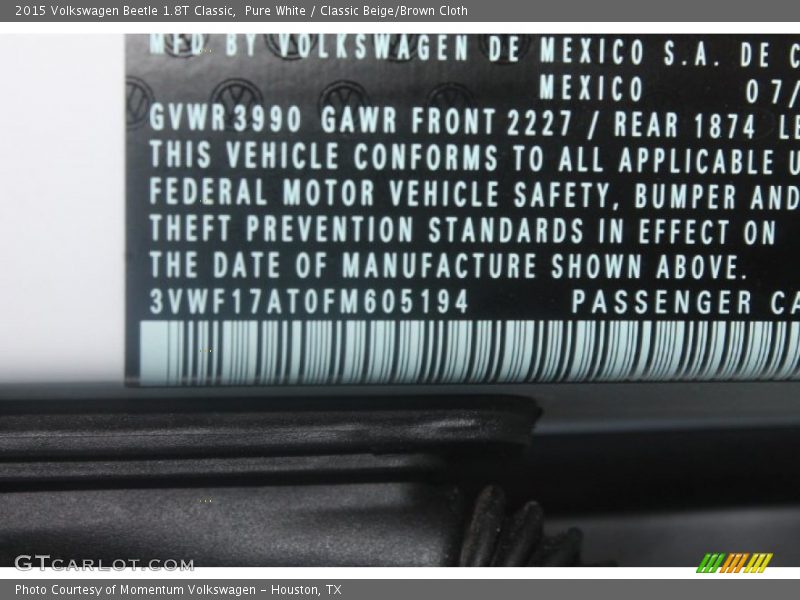 2015 Volkswagen Beetle 1.8T Classic,  Pure White / Classic Beige/Brown Cloth
MFD BY VOLKSWAGEN DE MEXICO S.A. DE C
MEXICO 07/
GVWR3990 GAWR FRONT 2227 / REAR 1874 LE
THIS VEHICLE CONFORMS TO ALL APPLICABLE U
FEDERAL MOTOR VEHICLE SAFETY, BUMPER AND
THEFT PREVENTION STANDARDS IN EFFECT ON
THE DATE OF MANUFACTURE SHOWN ABOVE.
3VWF17AT0FM605194 PASSENGER CA
GTCARLOT.COM
Photo Courtesy of Momentum Volkswagen - Houston, TX